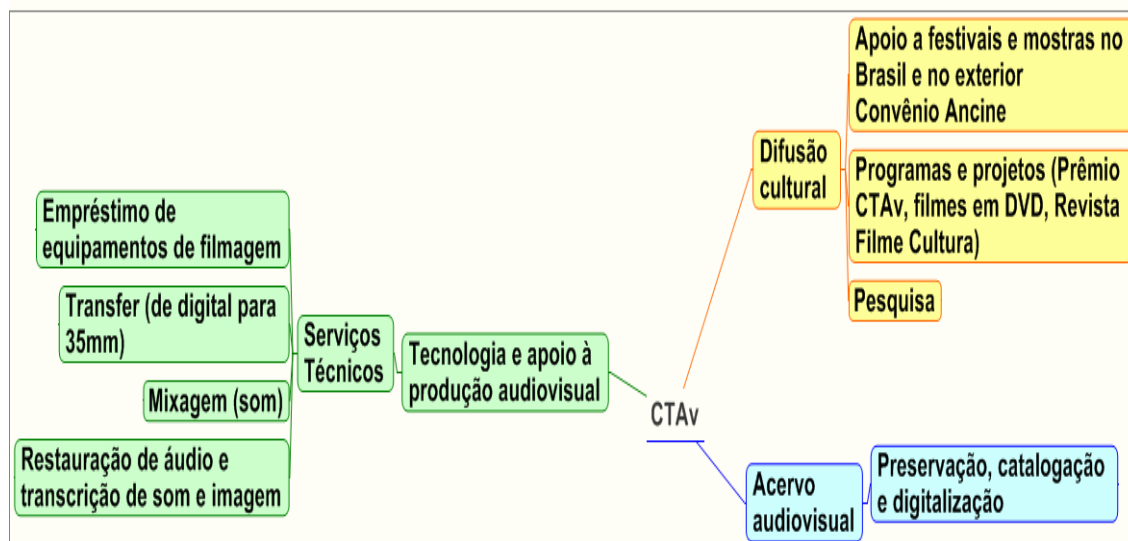 Empréstimo de
equipamentos de filmagem
Transfer (de digital para
35mm)
Mixagem (som)
Restauração de áudio e
transcrição de som e imagem
Serviços
Técnicos
Tecnologia e apoio à
produção audiovisual
CTAv
Difusão
cultural
Apoio a festivais e mostras no
Brasil e no exterior
Convênio Ancine
Programas e projetos (Prêmio
CTAv, filmes em DVD, Revista
Filme Cultura)
Pesquisa
Acervo
audiovisual
Preservação, catalogação
e digitalização